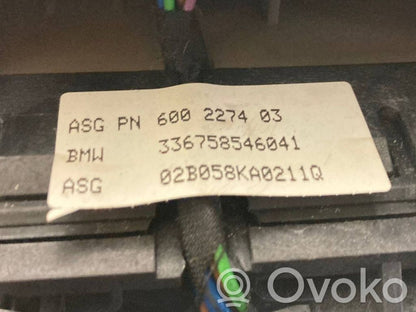 ASG PN 600 2274 03
BMW 336758546041
ASG 02B058KA0211Q
Ovoko